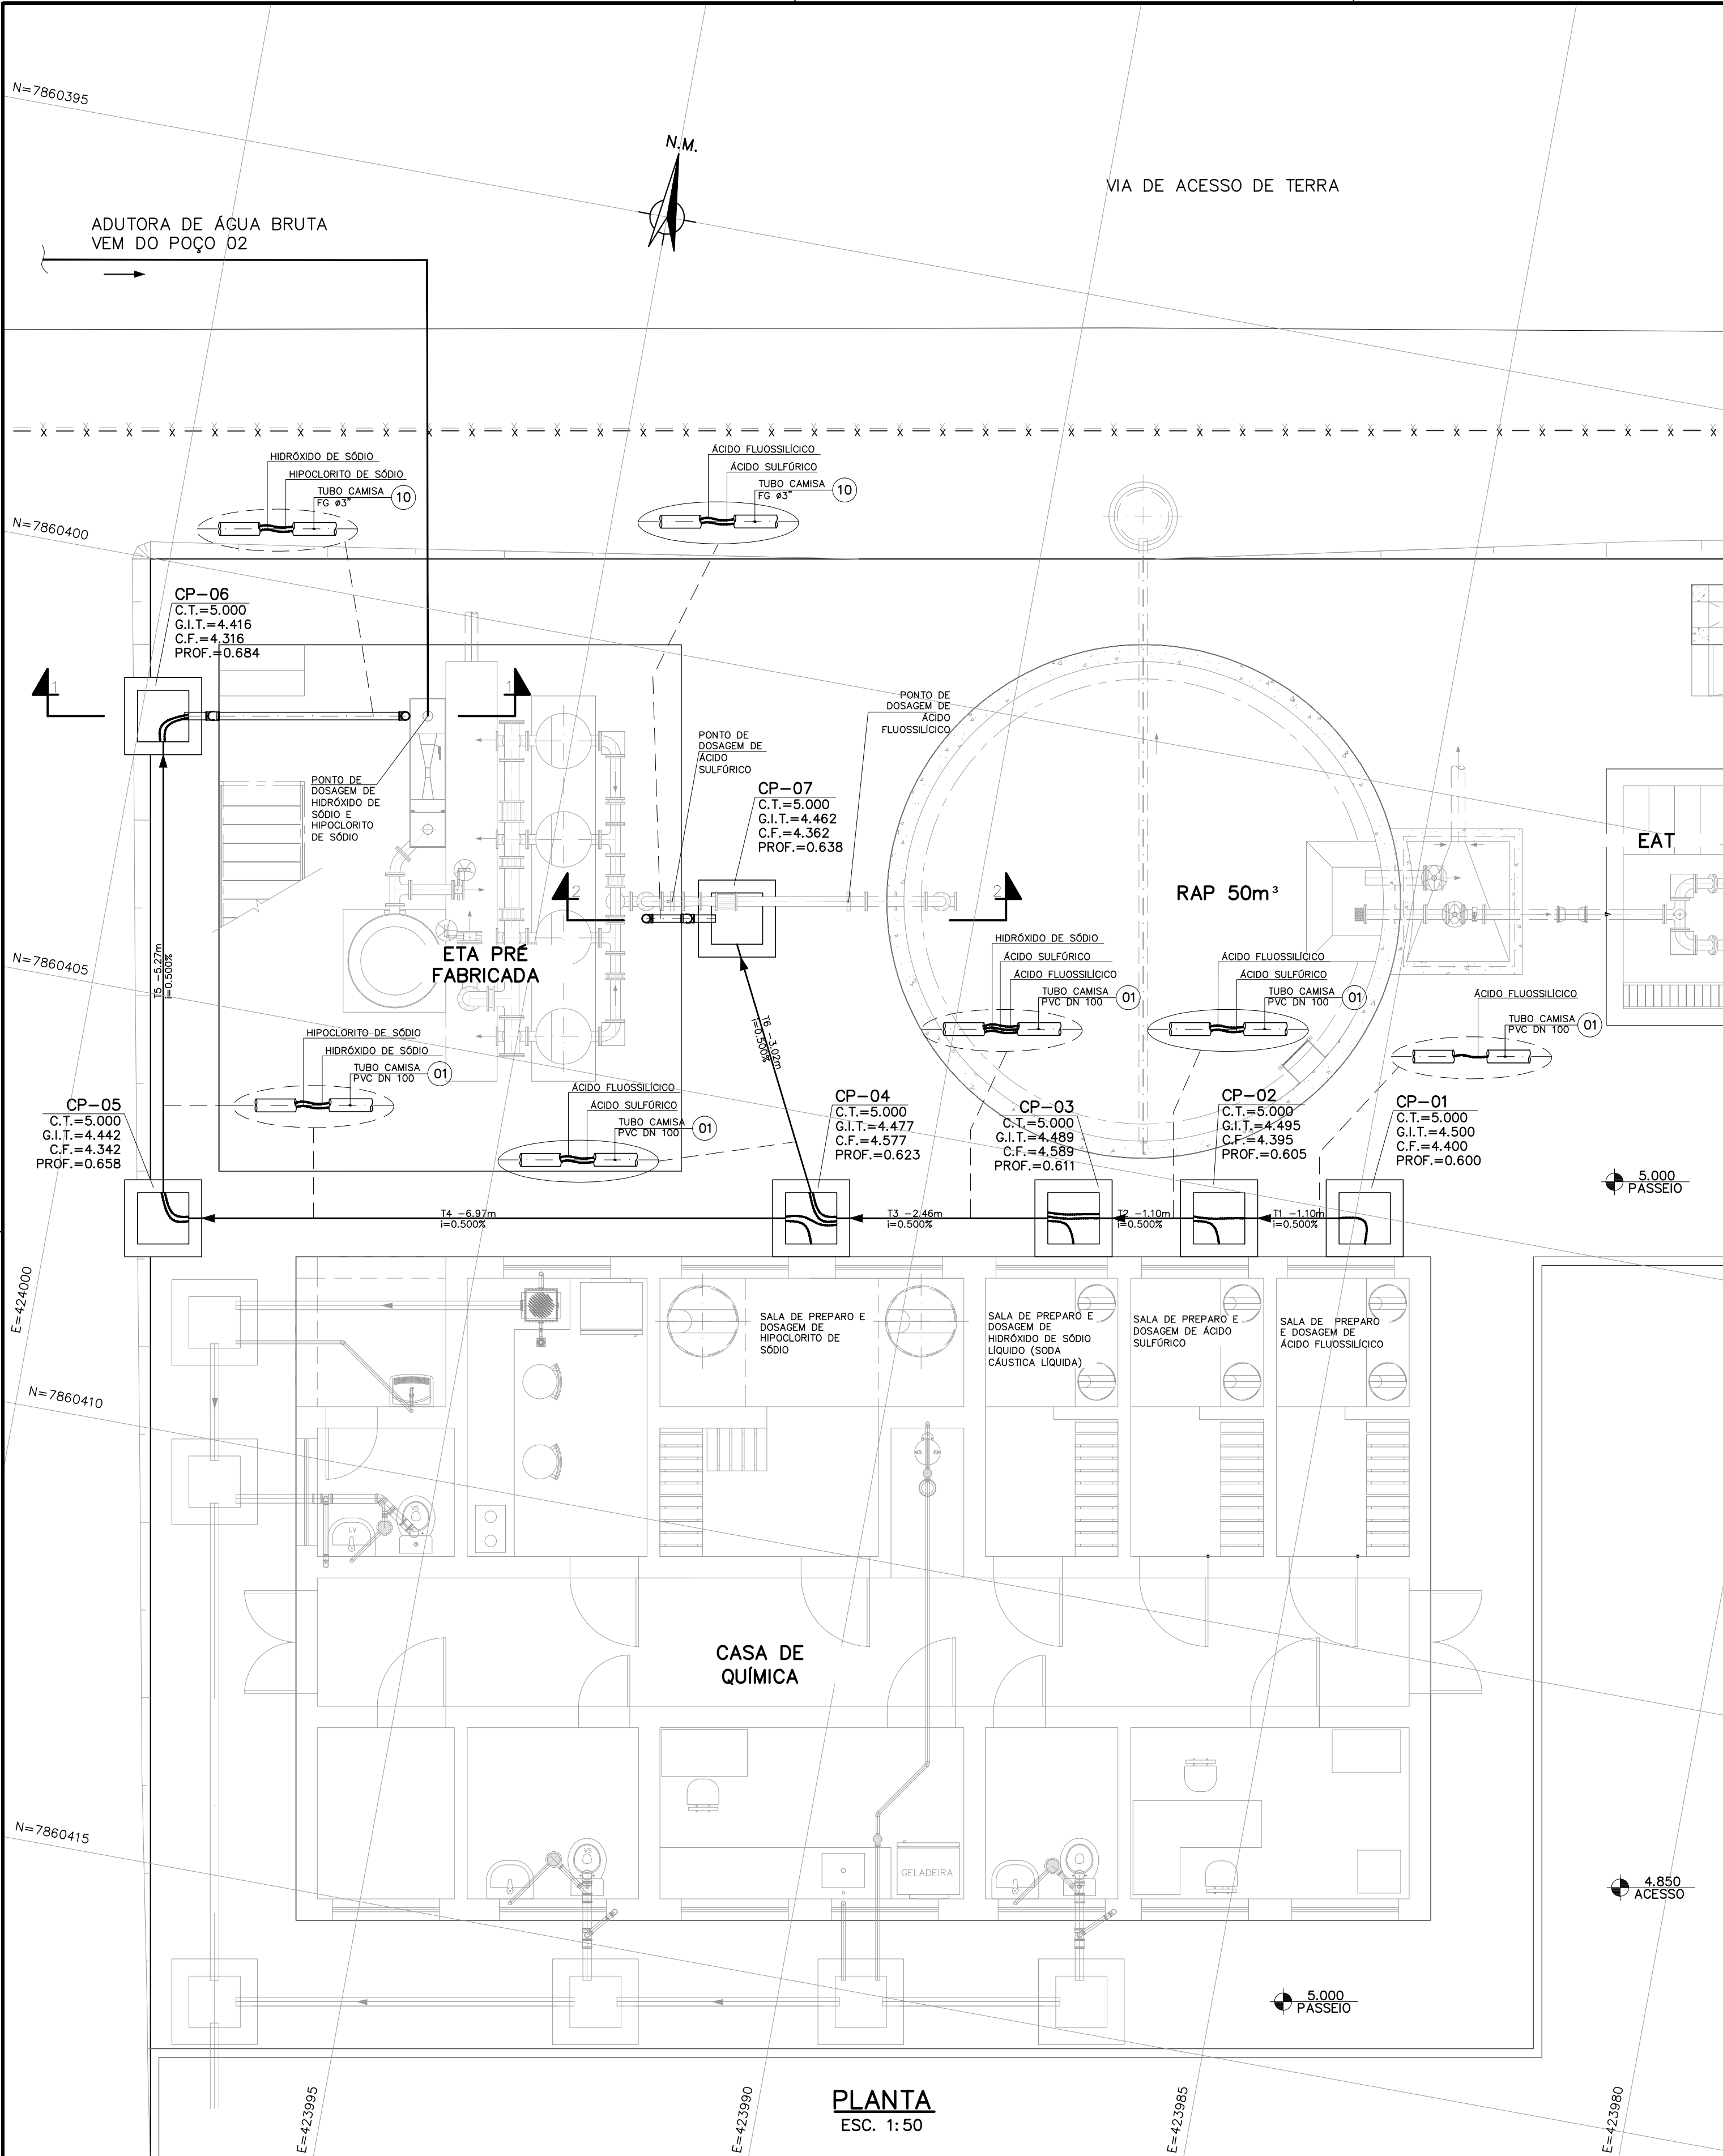 N=7860395
N.M.
VIA DE ACESSO DE TERRA
ADUTORA DE ÁGUA BRUTA
VEM DO POÇO 02
HIDRÓXIDO DE SÓDIO
HIPOCLORITO DE SÓDIO
TUBO CAMISA
FG ø3"
10
ÁCIDO FLUOSSILÍCICO
ÁCIDO SULFÚRICO
TUBO CAMISA
FG ø3"
10
N=7860400
CP-06
C.T.=5.000
G.I.T.=4.416
C.F.=4.316
PROF.=0.684
1
1
PONTO DE
DOSAGEM DE
HIDRÓXIDO DE
SÓDIO E
HIPOCLORITO
DE SÓDIO
PONTO DE
DOSAGEM DE
ÁCIDO
SULFÚRICO
PONTO DE
DOSAGEM DE
ÁCIDO
FLUOSSILÍCICO
CP-07
C.T.=5.000
G.I.T.=4.462
C.F.=4.362
PROF.=0.638
2
2
RAP 50m³
EAT
ETA PRÉ
FABRICADA
N=7860405
T5 -5.27m
i=0.500%
T6 -3.02m
i=0.500%
HIDRÓXIDO DE SÓDIO
ÁCIDO SULFÚRICO
ÁCIDO FLUOSSILÍCICO
TUBO CAMISA
PVC DN 100
01
ÁCIDO FLUOSSILÍCICO
ÁCIDO SULFÚRICO
TUBO CAMISA
PVC DN 100
01
ÁCIDO FLUOSSILÍCICO
TUBO CAMISA
PVC DN 100
01
HIPOCLORITO DE SÓDIO
HIDRÓXIDO DE SÓDIO
TUBO CAMISA
PVC DN 100
01
ÁCIDO FLUOSSILÍCICO
ÁCIDO SULFÚRICO
TUBO CAMISA
PVC DN 100
01
CP-05
C.T.=5.000
G.I.T.=4.442
C.F.=4.342
PROF.=0.658
CP-04
C.T.=5.000
G.I.T.=4.477
C.F.=4.577
PROF.=0.623
CP-03
C.T.=5.000
G.I.T.=4.489
C.F.=4.589
PROF.=0.611
CP-02
C.T.=5.000
G.I.T.=4.495
C.F.=4.395
PROF.=0.605
CP-01
C.T.=5.000
G.I.T.=4.500
C.F.=4.400
PROF.=0.600
5.000
PASSEIO
T4 -6.97m
i=0.500%
T3 -2.46m
i=0.500%
T2 -1.10m
i=0.500%
T1 -1.10m
i=0.500%
E=424000
SALA DE PREPARO E
DOSAGEM DE
HIPOCLORITO DE
SÓDIO
SALA DE PREPARO E
DOSAGEM DE
HIDRÓXIDO DE SÓDIO
LÍQUIDO (SODA
CÁUSTICA LÍQUIDA)
SALA DE PREPARO E
DOSAGEM DE ÁCIDO
SULFÚRICO
SALA DE PREPARO
E DOSAGEM DE
ÁCIDO FLUOSSILÍCICO
N=7860410
VS
LV
CASA DE
QUÍMICA
N=7860415
VS
GELADEIRA
4.850
ACESSO
5.000
PASSEIO
E=423995
E=423990
E=423985
E=423980
PLANTA
ESC. 1:50